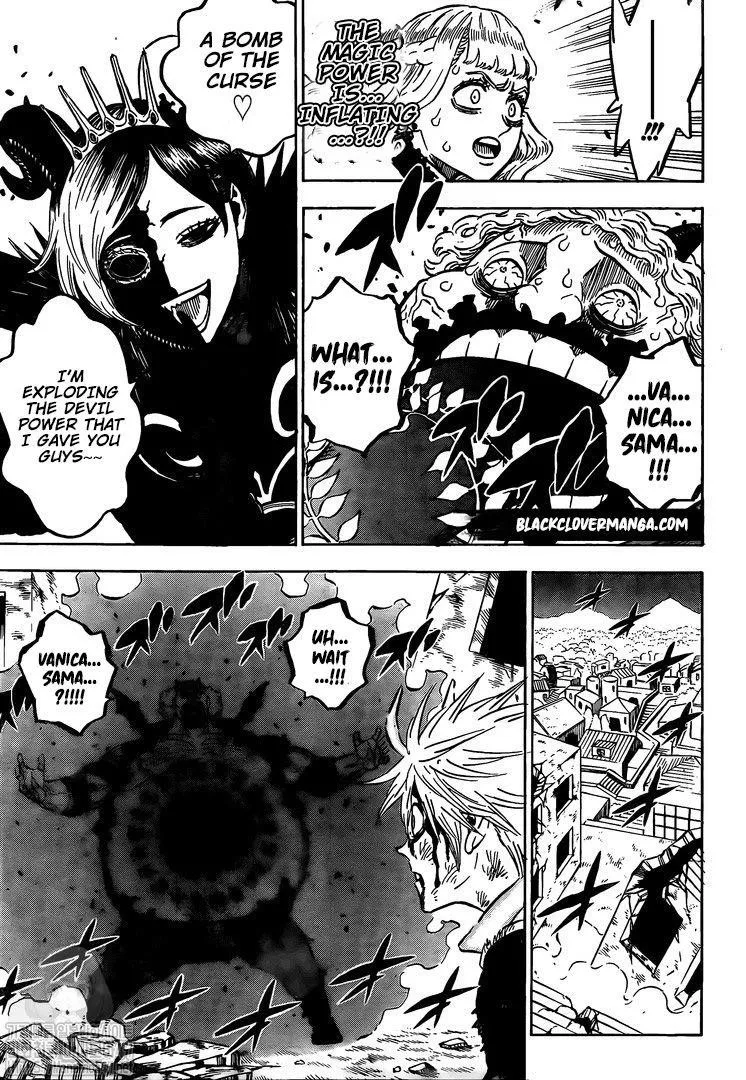 !!!
THE
MAGIC
POWER
IS...
INFLATING
...?!!
A BOMB
OF THE
CURSE
♡
I'M
EXPLODING
THE DEVIL
POWER THAT
I GAVE YOU
GUYS~~
...VA...
NICA...
SAMA...
!!!
WHAT...
IS...?!!!
BLACKCLOVERMANGA.COM
UH...
WAIT
...!!!
VANICA...
SAMA...
?!!!!